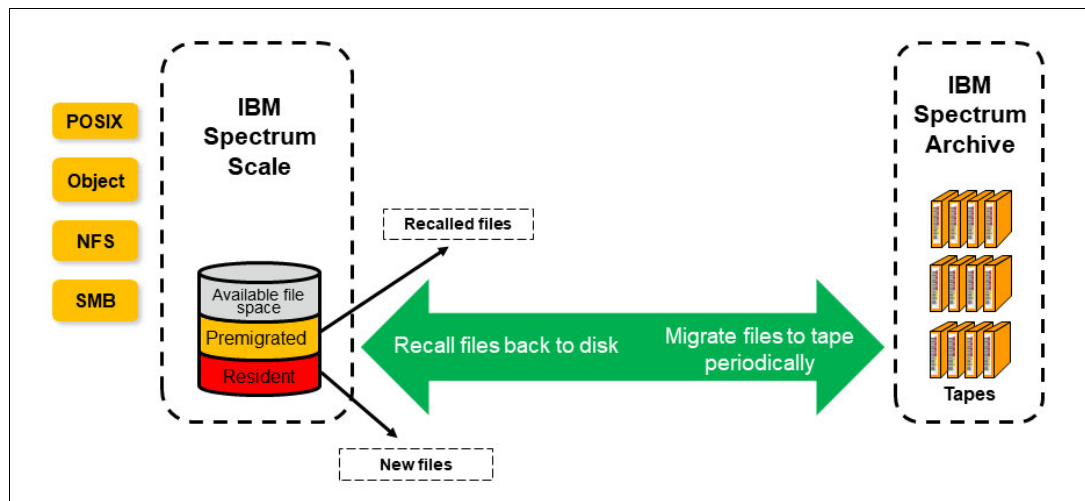 POSIX
Object
NFS
SMB
IBM
Spectrum
Scale
Available file
space
Premigrated
Resident
Recalled files
New files
Recall files back to disk
Migrate files to tape
periodically
IBM
Spectrum
Archive
Tapes